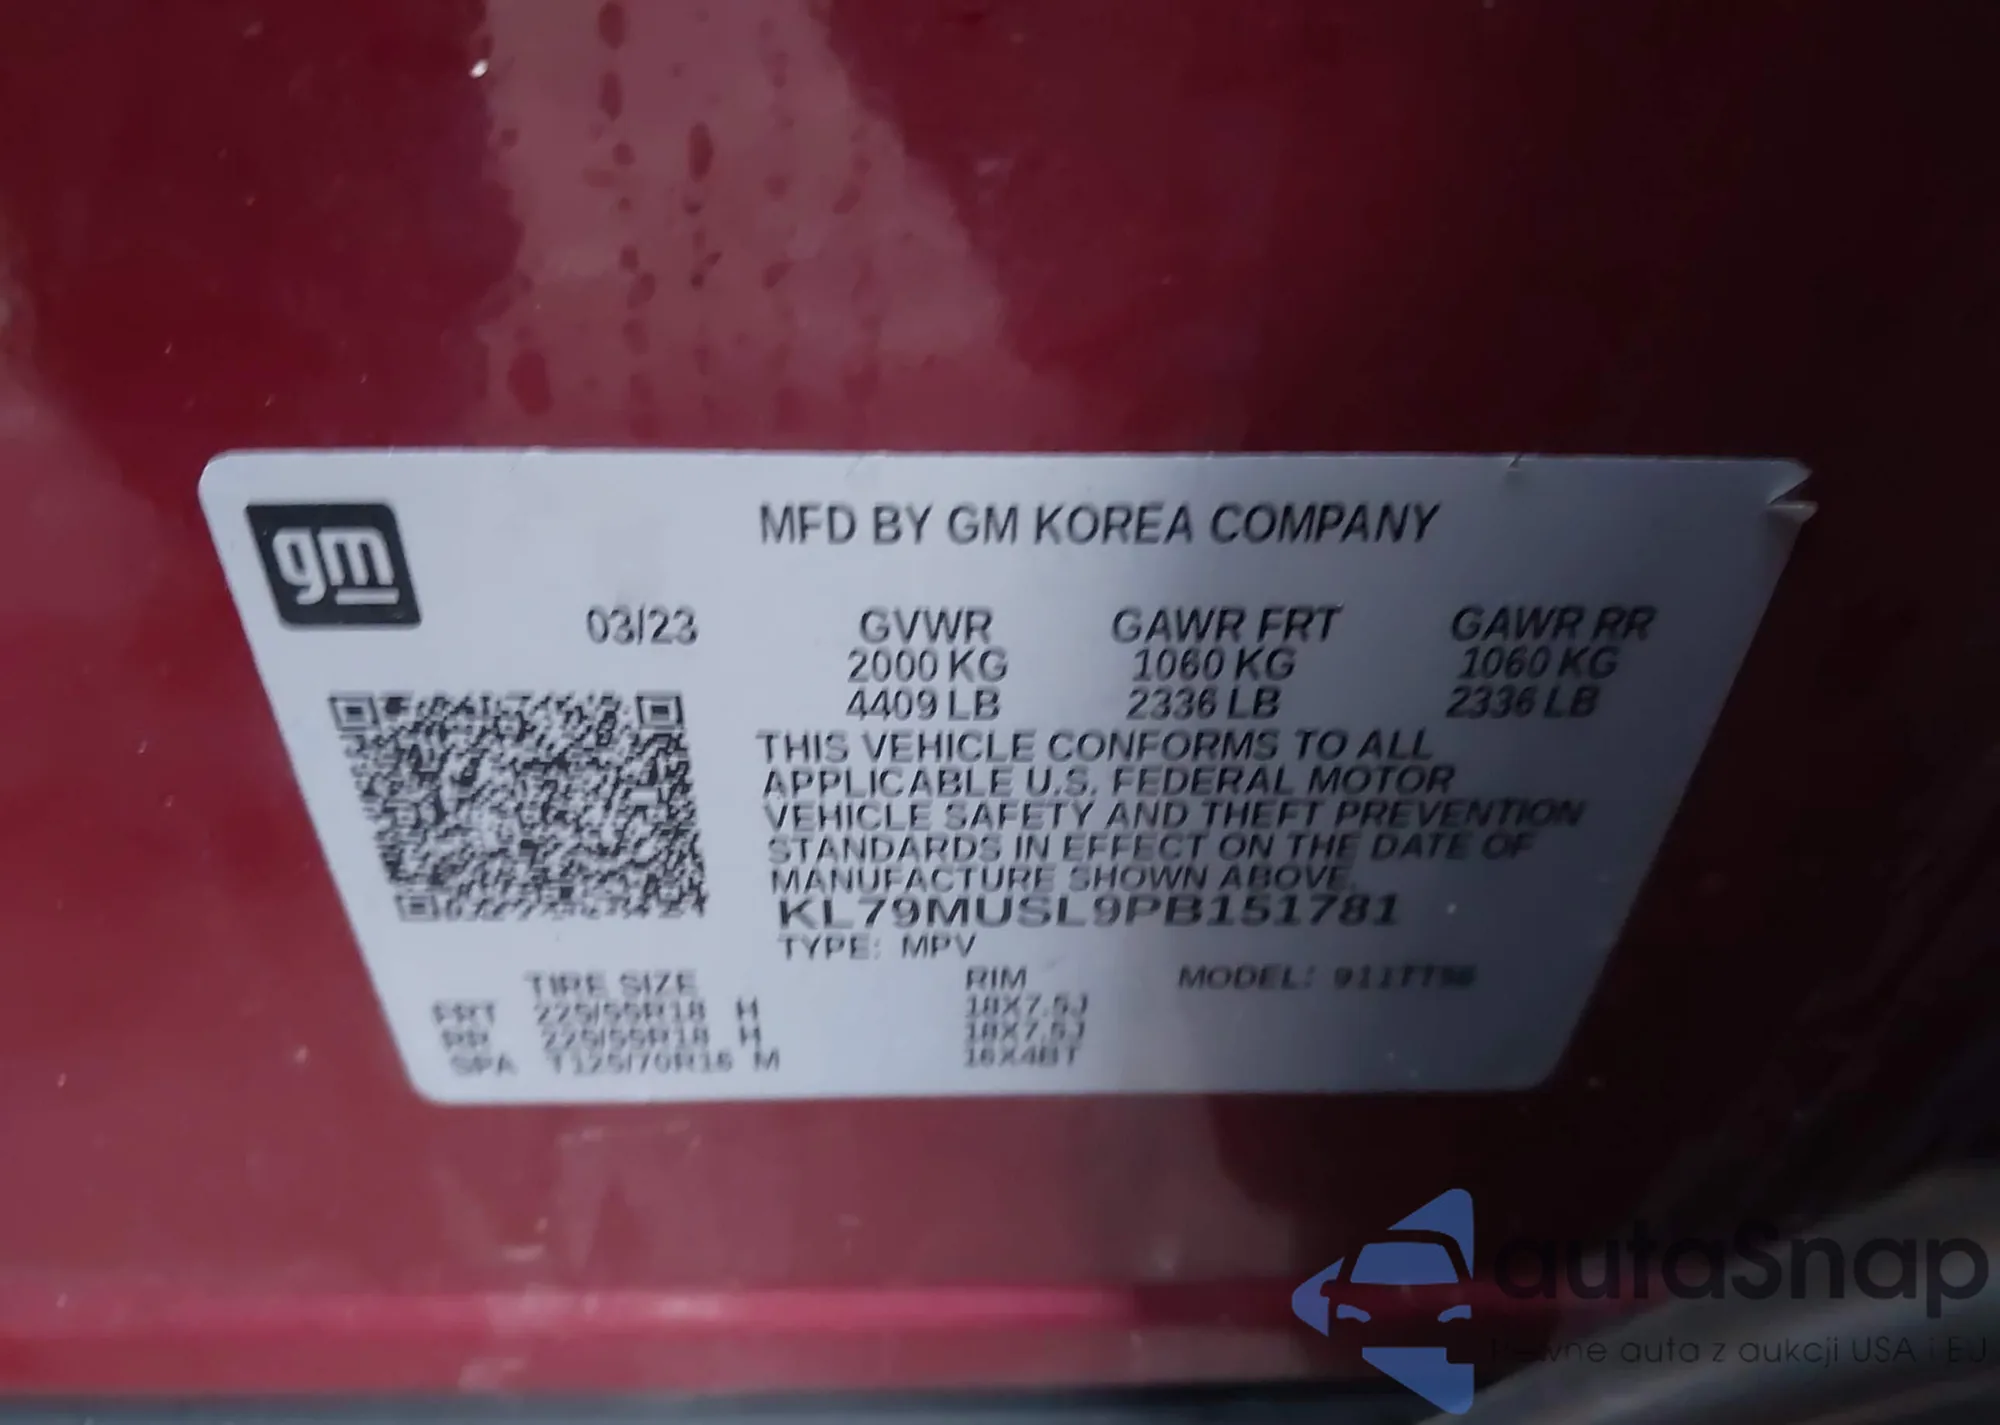 gm
MFD BY GM KOREA COMPANY
03/23
GVWR GAWR FRT GAWR RR
2000 KG 1060 KG 1060 KG
4409 LB 2336 LB 2336 LB
THIS VEHICLE CONFORMS TO ALL
APPLICABLE U.S. FEDERAL MOTOR
VEHICLE SAFETY AND THEFT PREVENTION
STANDARDS IN EFFECT ON THE DATE OF
MANUFACTURE SHOWN ABOVE.
KL79MUSL9PB151781
TYPE: MPV
TIRE SIZE RIM MODEL:
FRT 225/55R18 H 18X7.5J
RR 225/55R18 H 18X7.5J
SPA T125/70R16 M 16X4BT
autaSnap
Pewne auta z aukcji USA i EU